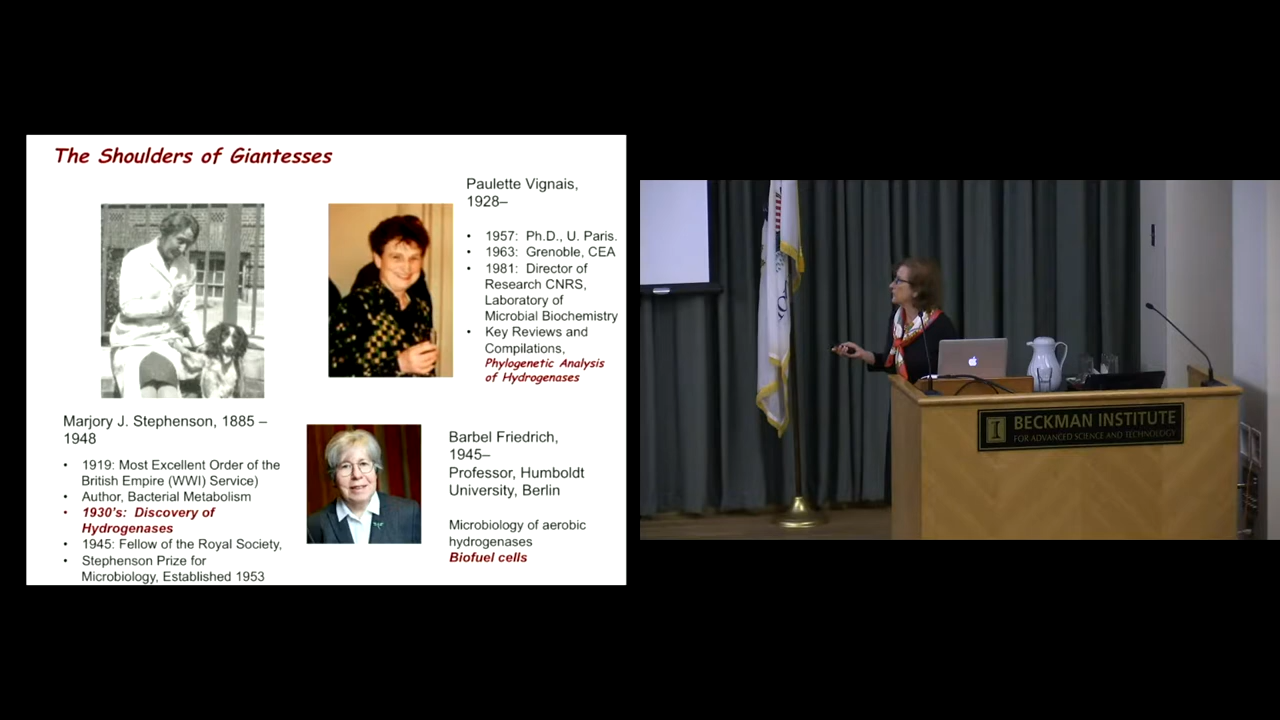 The Shoulders of Giantesses
Paulette Vignais,
1928–
• 1957: Ph.D., U. Paris.
• 1963: Grenoble, CEA
• 1981: Director of
Research CNRS,
Laboratory of
Microbial Biochemistry
• Key Reviews and
Compilations,
Phylogenetic Analysis
of Hydrogenases
Marjory J. Stephenson, 1885 –
1948
• 1919: Most Excellent Order of the
British Empire (WWI) Service)
• Author, Bacterial Metabolism
• 1930's: Discovery of
Hydrogenases
• 1945: Fellow of the Royal Society,
• Stephenson Prize for
Microbiology, Established 1953
Barbel Friedrich,
1945–
Professor, Humboldt
University, Berlin
Microbiology of aerobic
hydrogenases
Biofuel cells
I
BECKMAN INSTITUTE
FOR ADVANCED SCIENCE AND TECHNOLOGY